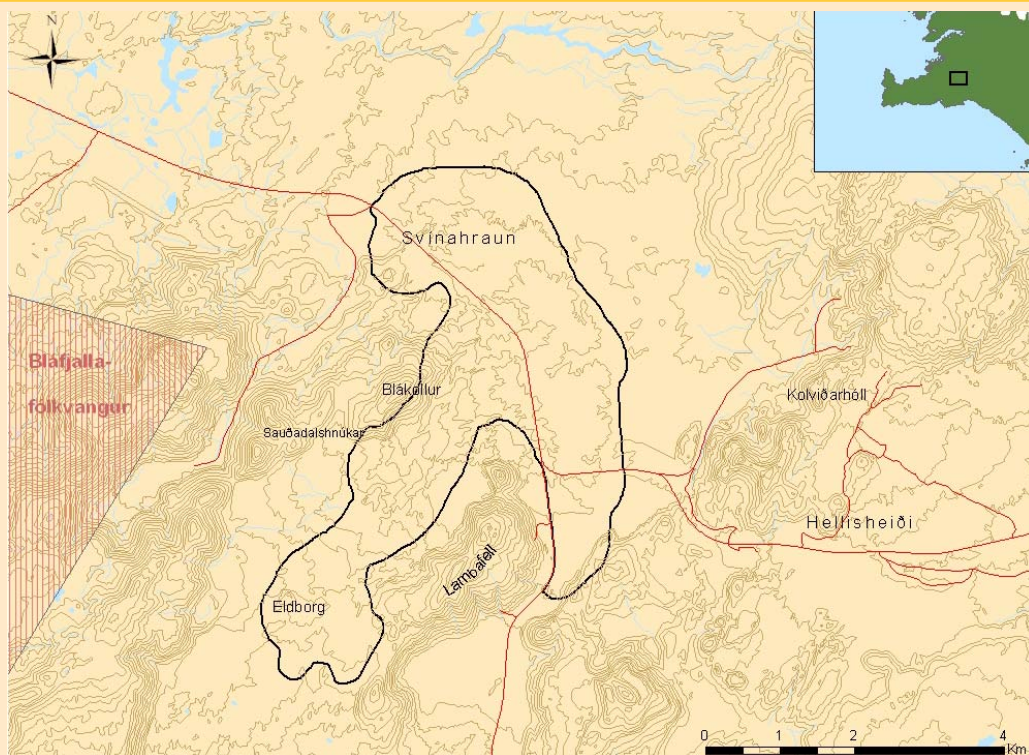 N
Svínahraun
Bláfjalla-
fólkvangur
Blákollur
Sauðadalshnúkar
Kolviðarhóll
Hellisheiði
Lambafell
Eldborg
0 1 2 4
Km